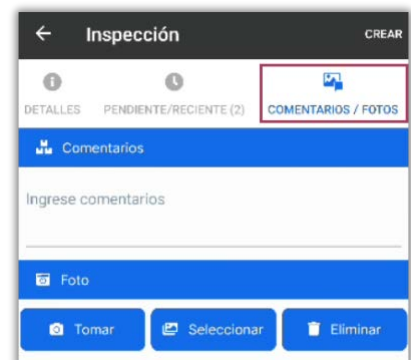 Inspección
CREAR
DETALLES
PENDIENTE/RECIENTE (2)
COMENTARIOS / FOTOS
Comentarios
Ingrese comentarios
Foto
Tomar
Seleccionar
Eliminar